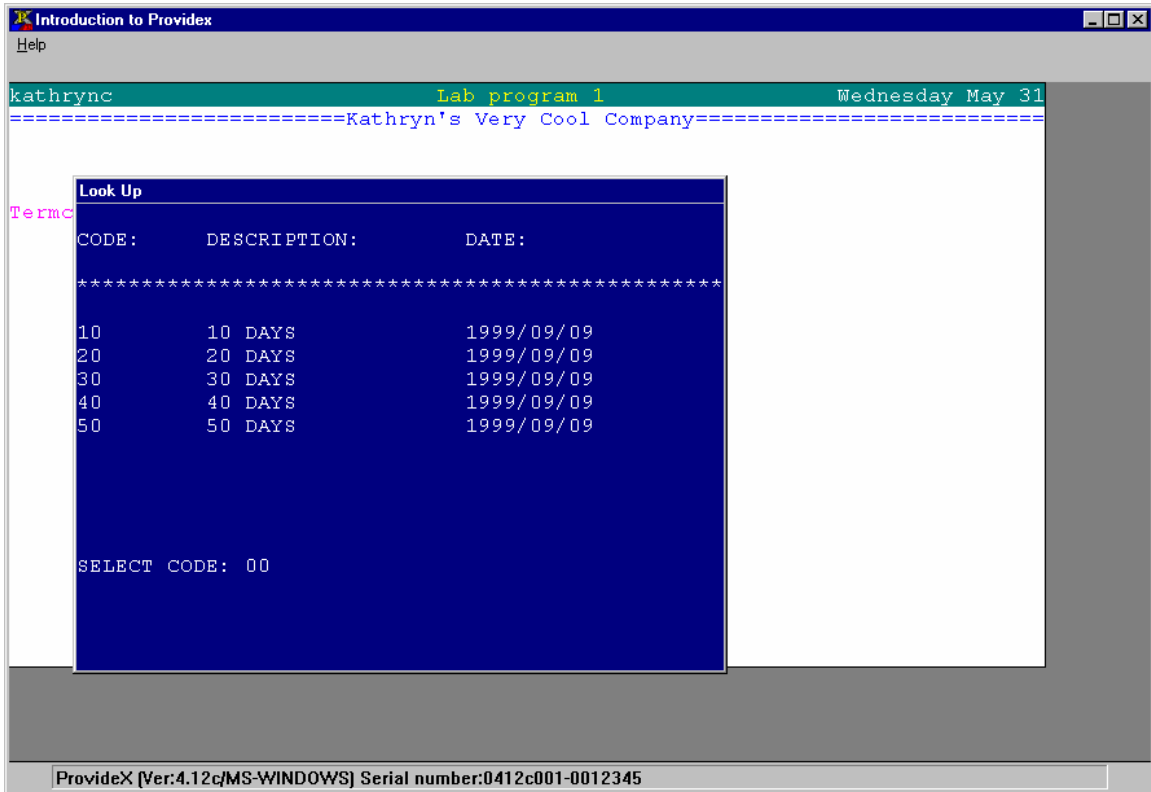 Introduction to Providex
Help
kathrync Lab program 1 Wednesday May 31
==========================Kathryn's Very Cool Company===========================
Look Up
Termc
CODE: DESCRIPTION: DATE:
**************************************************
10 10 DAYS 1999/09/09
20 20 DAYS 1999/09/09
30 30 DAYS 1999/09/09
40 40 DAYS 1999/09/09
50 50 DAYS 1999/09/09
SELECT CODE: 00
ProvideX (Ver:4.12c/MS-WINDOWS) Serial number:0412c001-0012345